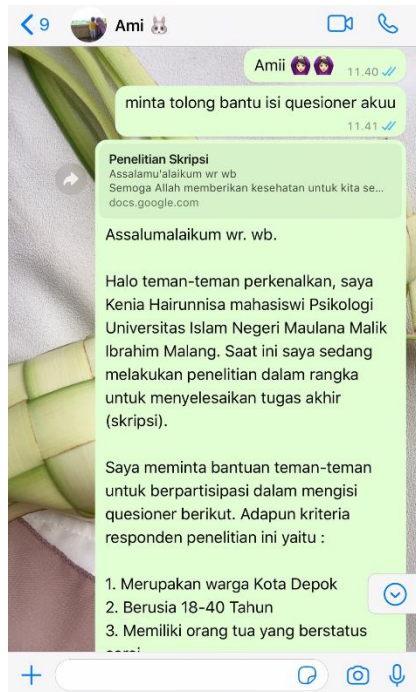 9
Ami
Amii
11.40
minta tolong bantu isi quesioner akuu
11.41
Penelitian Skripsi
Assalamu'alaikum wr wb
Semoga Allah memberikan kesehatan untuk kita se...
docs.google.com
Assalumalaikum wr. wb.
Halo teman-teman perkenalkan, saya
Kenia Hairunnisa mahasiswi Psikologi
Universitas Islam Negeri Maulana Malik
Ibrahim Malang. Saat ini saya sedang
melakukan penelitian dalam rangka
untuk menyelesaikan tugas akhir
(skripsi).
Saya meminta bantuan teman-teman
untuk berpartisipasi dalam mengisi
quesioner berikut. Adapun kriteria
responden penelitian ini yaitu :
1. Merupakan warga Kota Depok
2. Berusia 18-40 Tahun
3. Memiliki orang tua yang berstatus